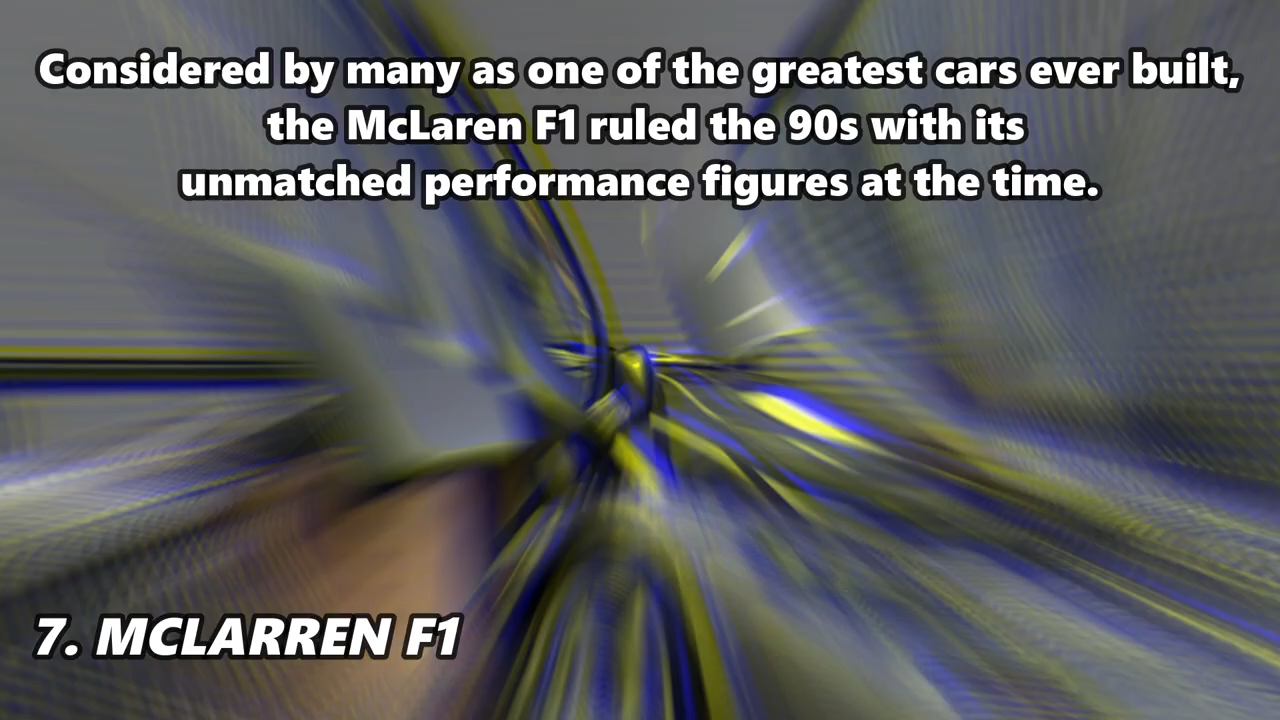 Considered by many as one of the greatest cars ever built,
the McLaren F1 ruled the 90s with its
unmatched performance figures at the time.
7. MCLARREN F1